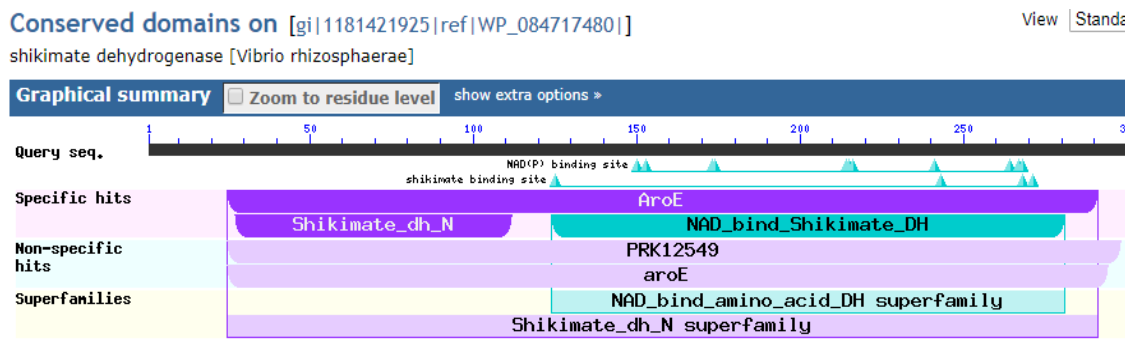 Conserved domains on [gi|1181421925|ref|WP_084717480|]
View Standa
shikimate dehydrogenase [Vibrio rhizosphaerae]
Graphical summary Zoom to residue level show extra options »
1 50 100 150 200 250 3
Query seq.
NAD(P) binding site
shikimate binding site
Specific hits
AroE
Shikimate_dh_N NAD_bind_Shikimate_DH
Non-specific
hits
PRK12549
aroE
Superfamilies
NAD_bind_amino_acid_DH superfamily
Shikimate_dh_N superfamily